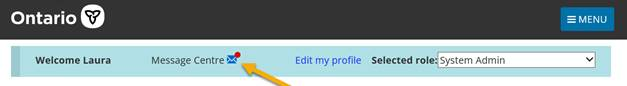 Ontario
MENU
Welcome Laura Message Centre Edit my profile Selected role: System Admin